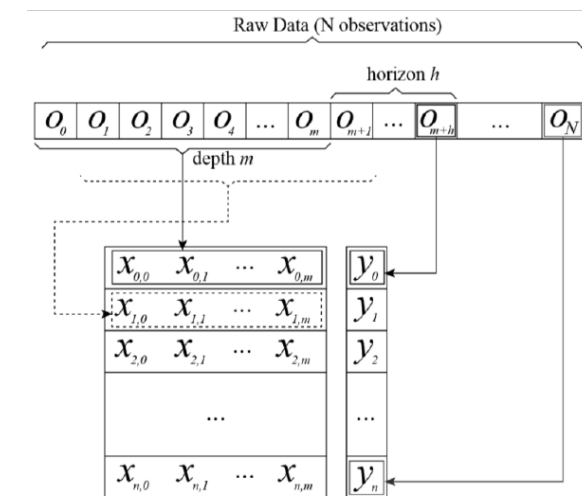 Raw Data (N observations)
horizon h
O₀ O₁ O₂ O₃ O₄ ... Oₘ Oₘ₊₁ ... Oₘ₊ₕ ... O_N
depth m
x₀,₀ x₀,₁ ... x₀,ₘ y₀
x₁,₀ x₁,₁ ... x₁,ₘ y₁
x₂,₀ x₂,₁ ... x₂,ₘ y₂
... ...
xₙ,₀ xₙ,₁ ... xₙ,ₘ yₙ